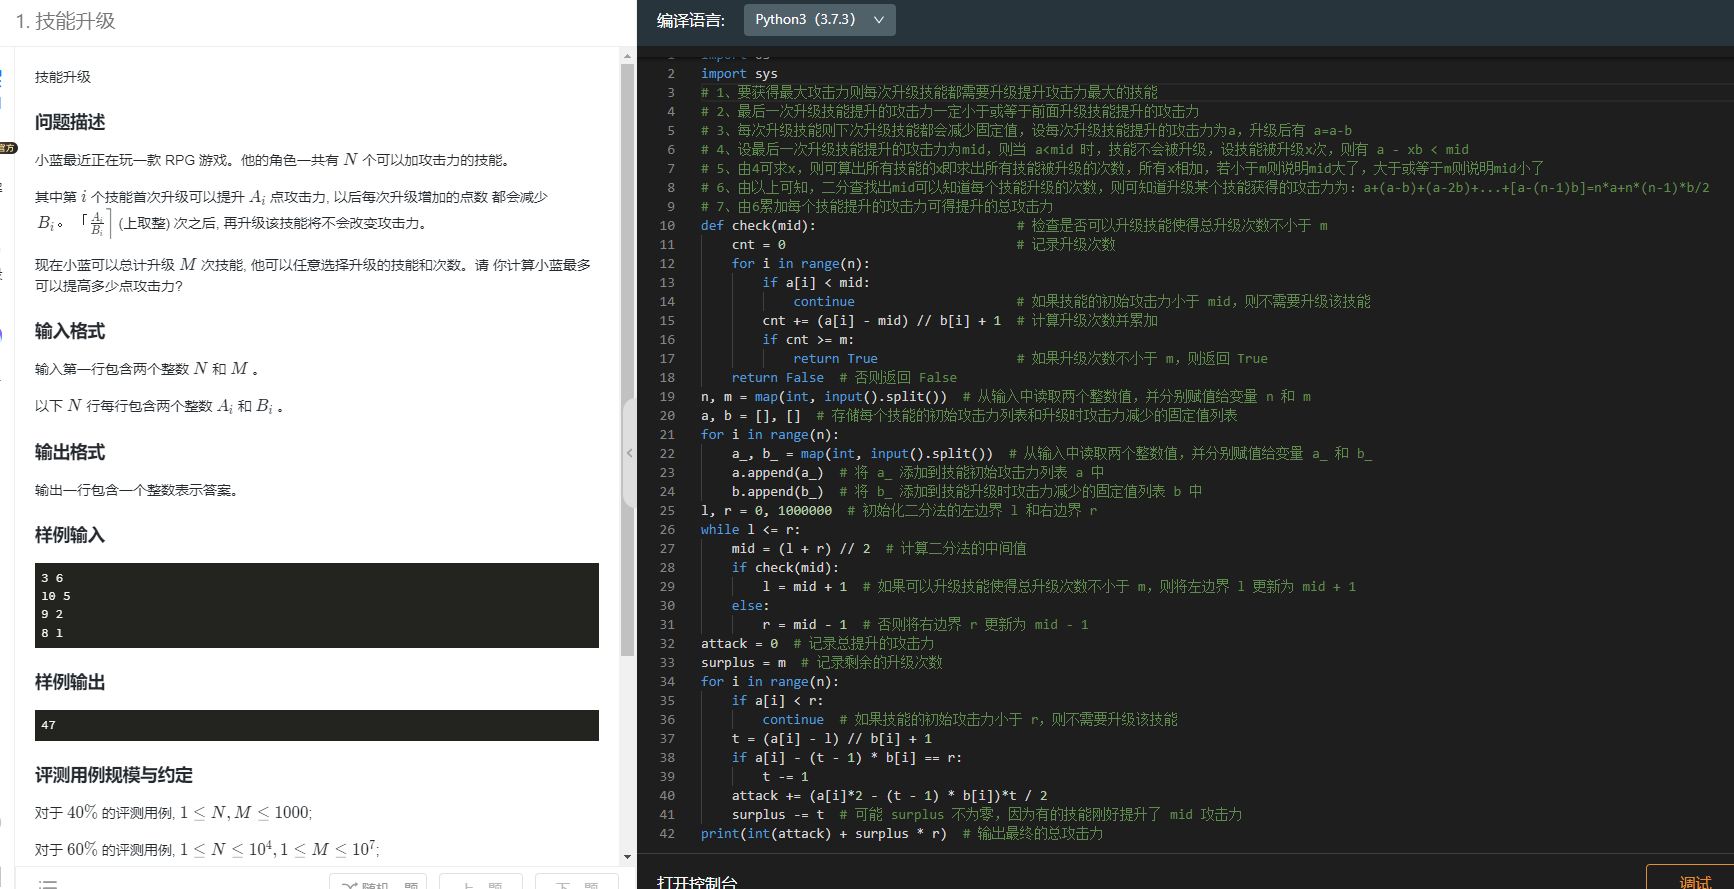 1. 技能升级
技能升级
问题描述
小蓝最近正在玩一款 RPG 游戏。他的角色一共有 N 个可以加攻击力的技能。
其中第 i 个技能首次升级可以提升 A_i 点攻击力, 以后每次升级增加的点数 都会减少
B_i。「A_i/B_i⌉ (上取整) 次之后, 再升级该技能将不会改变攻击力。
现在小蓝可以总计升级 M 次技能, 他可以任意选择升级的技能和次数。请 你计算小蓝最多
可以提高多少点攻击力?
输入格式
输入第一行包含两个整数 N 和 M 。
以下 N 行每行包含两个整数 A_i 和 B_i 。
输出格式
输出一行包含一个整数表示答案。
样例输入
3 6
10 5
9 2
8 1
样例输出
47
评测用例规模与约定
对于 40% 的评测用例, 1 ≤ N, M ≤ 1000;
对于 60% 的评测用例, 1 ≤ N ≤ 10^4, 1 ≤ M ≤ 10^7;
官方
编译语言:
Python3 (3.7.3)
1 import os
2 import sys
3 # 1、要获得最大攻击力则每次升级技能都需要升级提升攻击力最大的技能
4 # 2、最后一次升级技能提升的攻击力一定小于或等于前面升级技能提升的攻击力
5 # 3、每次升级技能则下次升级技能都会减少固定值，设每次升级技能提升的攻击力为a，升级后有 a=a-b
6 # 4、设最后一次升级技能提升的攻击力为mid，则当 a<mid 时，技能不会被升级，设技能被升级x次，则有 a - xb < mid
7 # 5、由4可求x，则可算出所有技能的x即求出所有技能被升级的次数，所有x相加，若小于m则说明mid大了，大于或等于m则说明mid小了
8 # 6、由以上可知，二分查找出mid可以知道每个技能升级的次数，则可知道升级某个技能获得的攻击力为：a+(a-b)+(a-2b)+...+[a-(n-1)b]=n*a+n*(n-1)*b/2
9 # 7、由6累加每个技能提升的攻击力可得提升的总攻击力
10 def check(mid): # 检查是否可以升级技能使得总升级次数不小于 m
11 cnt = 0 # 记录升级次数
12 for i in range(n):
13 if a[i] < mid:
14 continue # 如果技能的初始攻击力小于 mid，则不需要升级该技能
15 cnt += (a[i] - mid) // b[i] + 1 # 计算升级次数并累加
16 if cnt >= m:
17 return True # 如果升级次数不小于 m，则返回 True
18 return False # 否则返回 False
19 n, m = map(int, input().split()) # 从输入中读取两个整数值，并分别赋值给变量 n 和 m
20 a, b = [], [] # 存储每个技能的初始攻击力列表和升级时攻击力减少的固定值列表
21 for i in range(n):
22 a_, b_ = map(int, input().split()) # 从输入中读取两个整数值，并分别赋值给变量 a_ 和 b_
23 a.append(a_) # 将 a_ 添加到技能初始攻击力列表 a 中
24 b.append(b_) # 将 b_ 添加到技能升级时攻击力减少的固定值列表 b 中
25 l, r = 0, 1000000 # 初始化二分法的左边界 l 和右边界 r
26 while l <= r:
27 mid = (l + r) // 2 # 计算二分法的中间值
28 if check(mid):
29 l = mid + 1 # 如果可以升级技能使得总升级次数不小于 m，则将左边界 l 更新为 mid + 1
30 else:
31 r = mid - 1 # 否则将右边界 r 更新为 mid - 1
32 attack = 0 # 记录总提升的攻击力
33 surplus = m # 记录剩余的升级次数
34 for i in range(n):
35 if a[i] < r:
36 continue # 如果技能的初始攻击力小于 r，则不需要升级该技能
37 t = (a[i] - l) // b[i] + 1
38 if a[i] - (t - 1) * b[i] == r:
39 t -= 1
40 attack += (a[i]*2 - (t - 1) * b[i])*t / 2
41 surplus -= t # 可能 surplus 不为零，因为有的技能刚好提升了 mid 攻击力
42 print(int(attack) + surplus * r) # 输出最终的总攻击力
打开控制台
调试